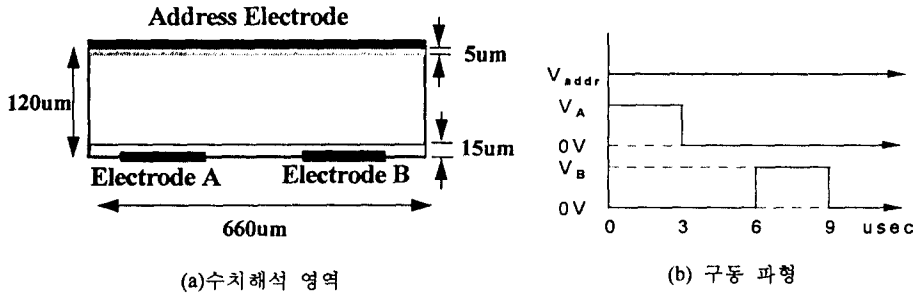 Address Electrode
5um
120um
15um
Electrode A
Electrode B
660um
(a)수치해석 영역
V addr
V A
0V
V B
0V
0 3 6 9 usec
(b) 구동 파형